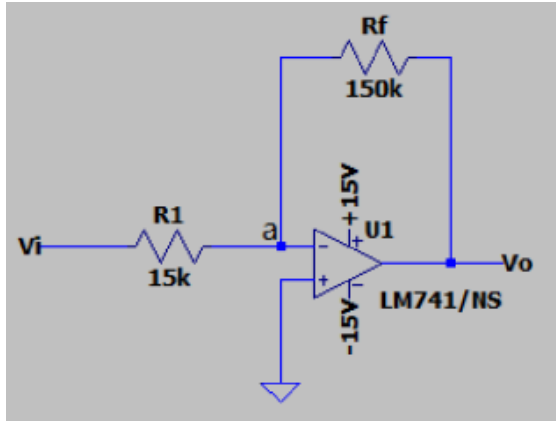 Rf
150k
+15V
R1
a
U1
Vi
-
+
+
-
Vo
15k
LM741/NS
-15V